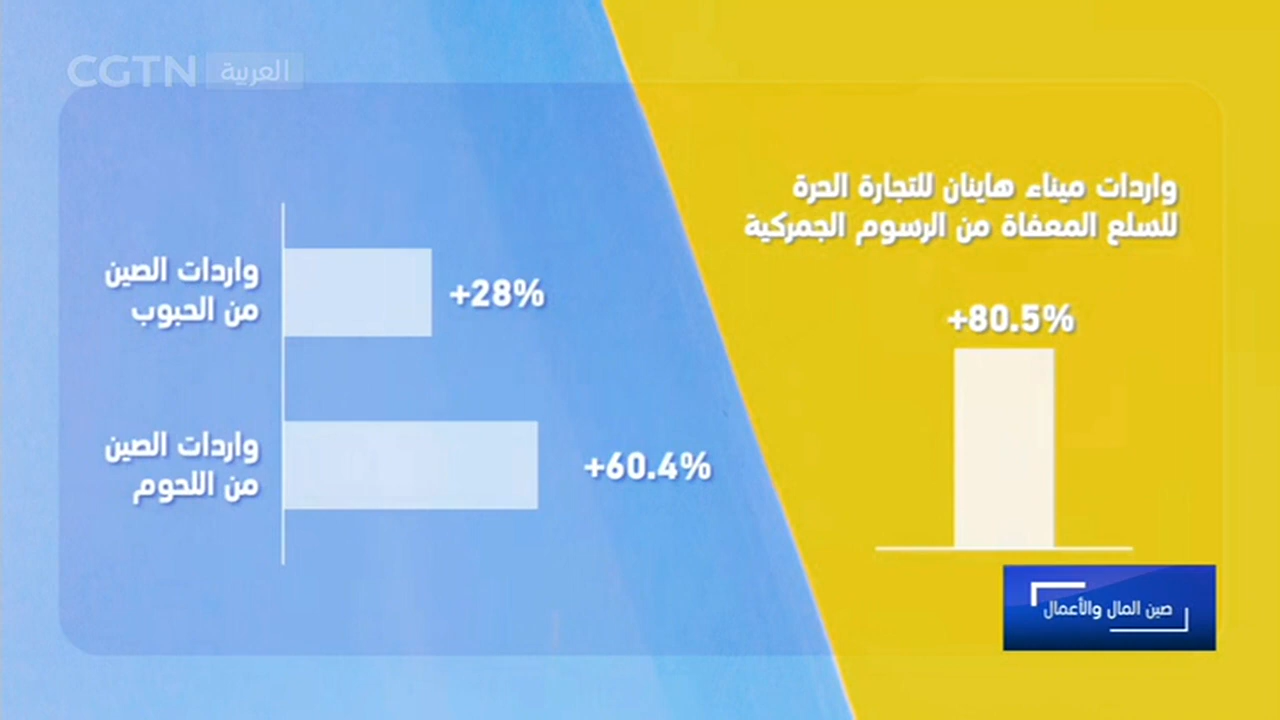 CGTN العربية
واردات ميناء هاينان للتجارة الحرة
للسلع المعفاة من الرسوم الجمركية
+80.5%
واردات الصين
من الحبوب
+28%
واردات الصين
من اللحوم
+60.4%
صين المال والأعمال